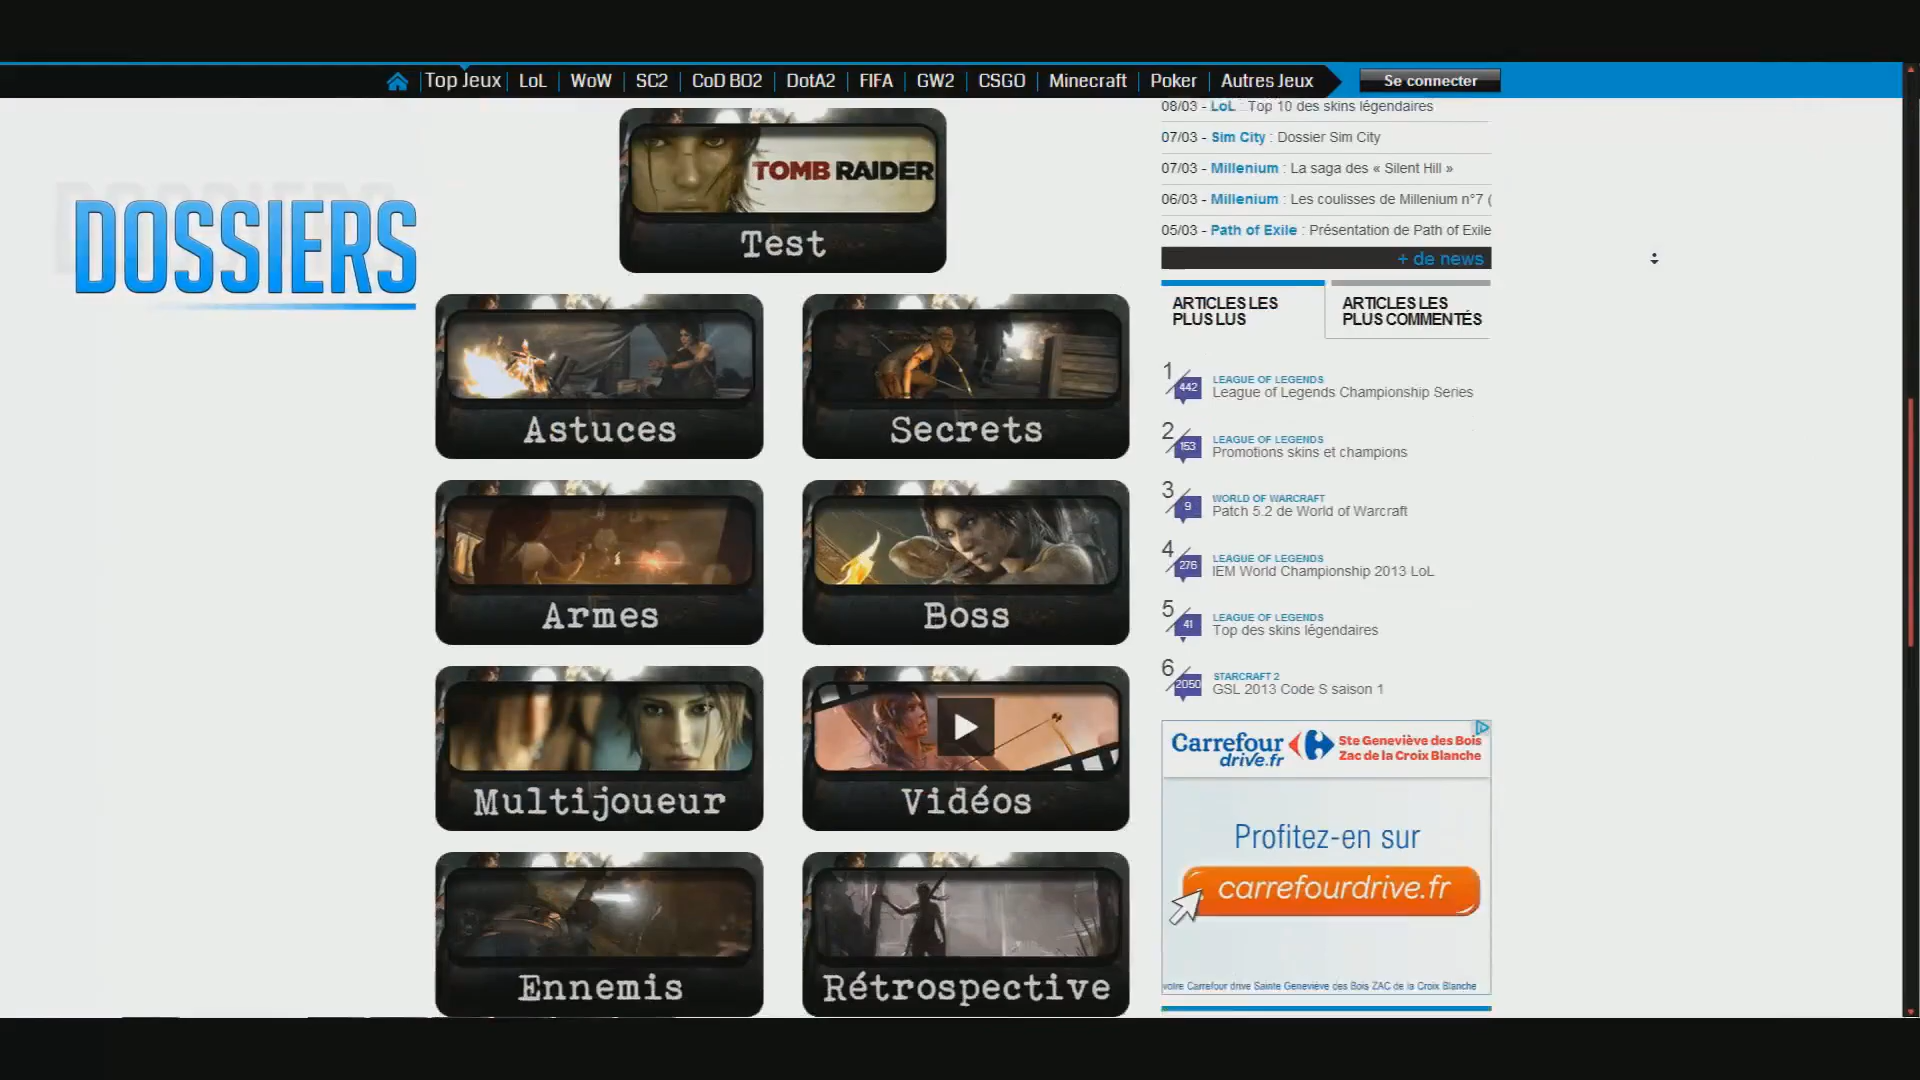 Top Jeux LoL WoW SC2 CoD BO2 DotA2 FIFA GW2 CSGO Minecraft Poker Autres Jeux Se connecter
DOSSIERS
TOMB RAIDER
Test
Astuces
Secrets
Armes
Boss
Multijoueur
Vidéos
Ennemis
Rétrospective
08/03 - LoL : Top 10 des skins légendaires
07/03 - Sim City : Dossier Sim City
07/03 - Millenium : La saga des « Silent Hill »
06/03 - Millenium : Les coulisses de Millenium n°7 (
05/03 - Path of Exile : Présentation de Path of Exile
+ de news
ARTICLES LES
PLUS LUS
ARTICLES LES
PLUS COMMENTÉS
1 442 LEAGUE OF LEGENDS
League of Legends Championship Series
2 153 LEAGUE OF LEGENDS
Promotions skins et champions
3 9 WORLD OF WARCRAFT
Patch 5.2 de World of Warcraft
4 276 LEAGUE OF LEGENDS
IEM World Championship 2013 LoL
5 41 LEAGUE OF LEGENDS
Top des skins légendaires
6 2050 STARCRAFT 2
GSL 2013 Code S saison 1
Carrefour
drive.fr
Ste Geneviève des Bois
Zac de la Croix Blanche
Profitez-en sur
carrefourdrive.fr
votre Carrefour drive Sainte Geneviève des Bois ZAC de la Croix Blanche